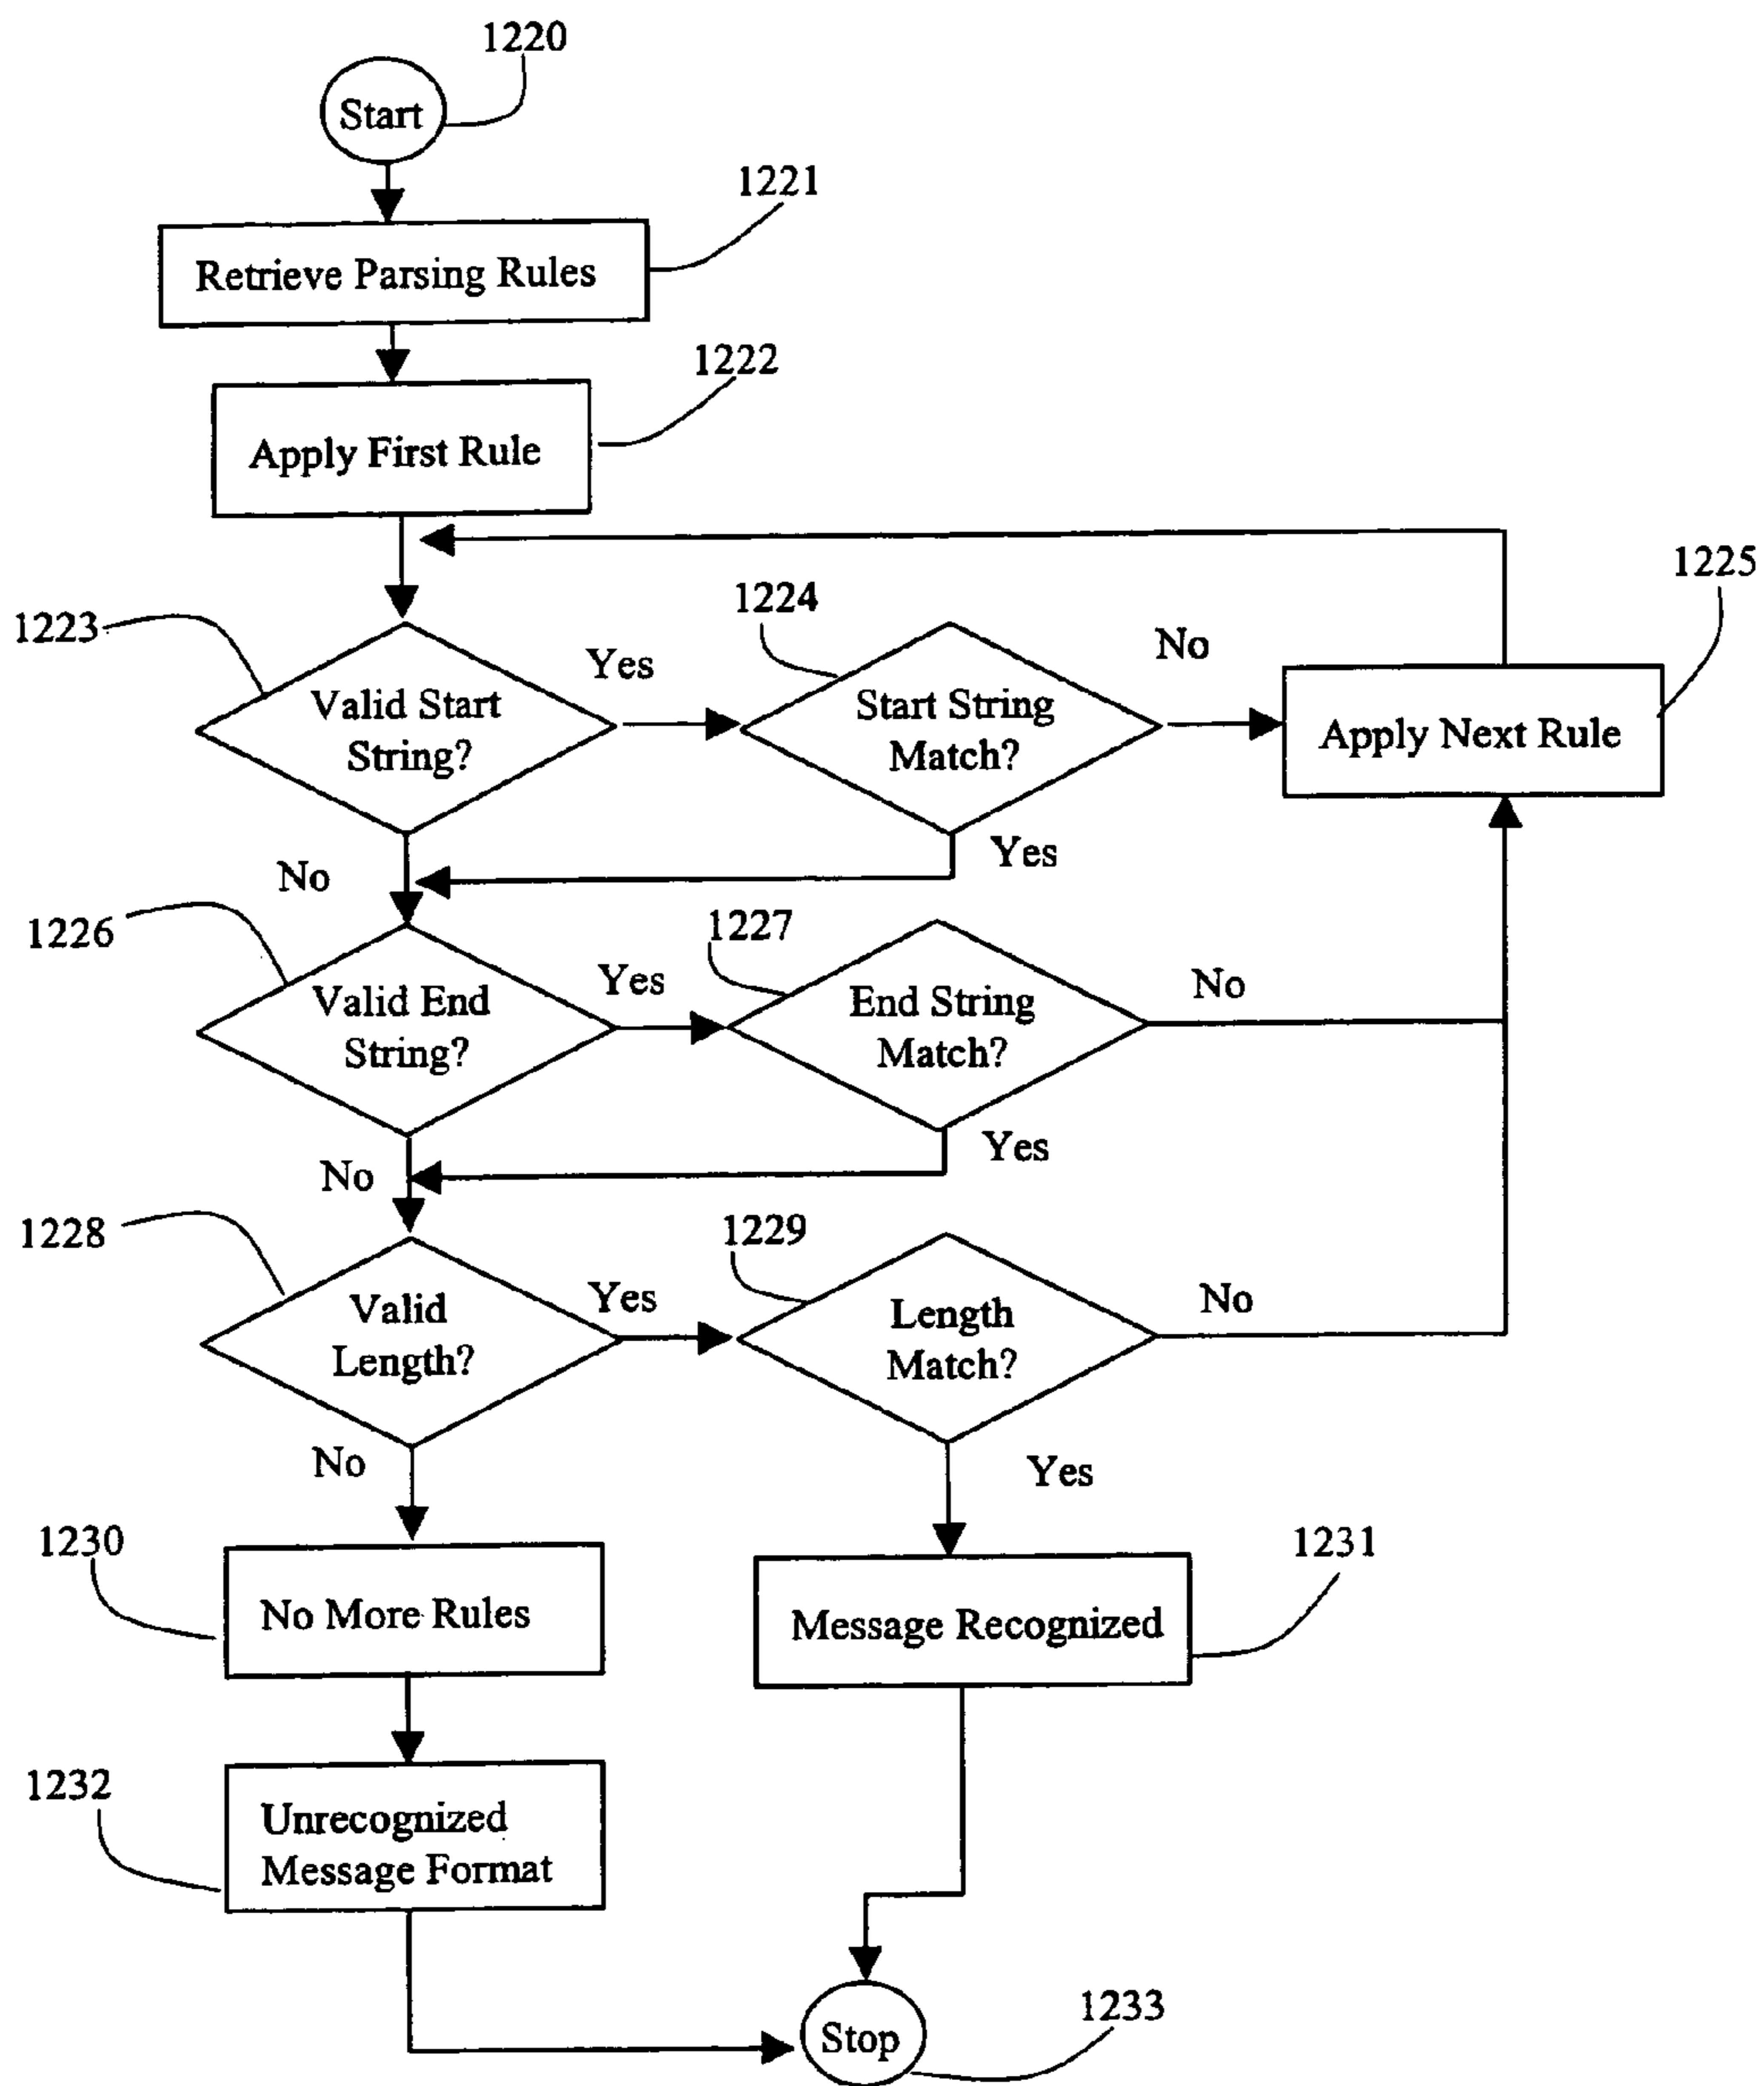 1220
Start
1221
Retrieve Parsing Rules
1222
Apply First Rule
1225
1223
1224
Yes
No
Valid Start
String?
Start String
Match?
Apply Next Rule
No
Yes
1226
1227
Yes
No
Valid End
String?
End String
Match?
No
Yes
1228
1229
Yes
No
Valid
Length?
Length
Match?
No
Yes
1230
1231
No More Rules
Message Recognized
1232
Unrecognized
Message Format
1233
Stop